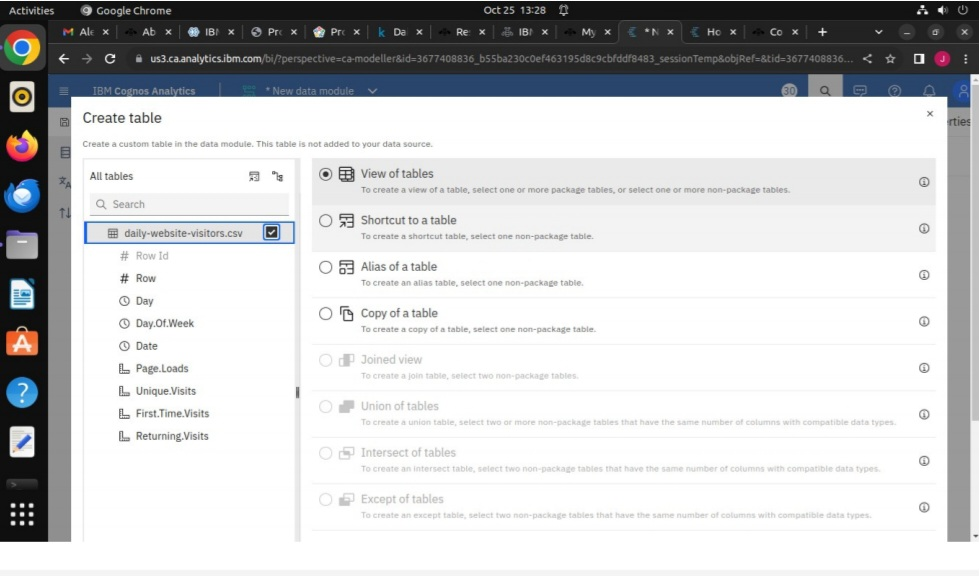 Activities
Google Chrome
Oct 25 13:28
Ale
Ab
IBM
Pro
Pro
Da
Re
IBM
My
* N
Ho
Co
us3.ca.analytics.ibm.com/bi/?perspective=ca-modeller&objRef=&tid=3677408836...
IBM Cognos Analytics
* New data module
30
J
Create table
rties
Create a custom table in the data module. This table is not added to your data source.
All tables
Search
daily-website-visitors.csv
# Row Id
# Row
Day
Day.Of.Week
Date
Page.Loads
Unique.Visits
First.Time.Visits
Returning.Visits
View of tables
To create a view of a table, select one or more package tables, or select one or more non-package tables.
Shortcut to a table
To create a shortcut table, select one non-package table.
Alias of a table
To create an alias table, select one non-package table.
Copy of a table
To create a copy of a table, select one non-package table.
Joined view
To create a join table, select two non-package tables.
Union of tables
To create a union table, select two or more non-package tables that have the same number of columns with compatible data types.
Intersect of tables
To create an intersect table, select two non-package tables that have the same number of columns with compatible data types.
Except of tables
To create an except table, select two non-package tables that have the same number of columns with compatible data types.